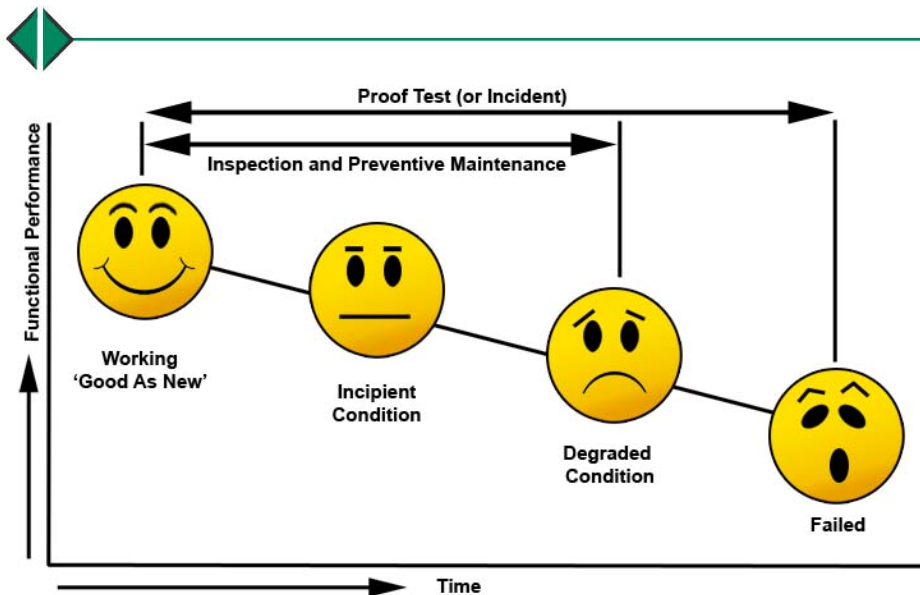 Proof Test (or Incident)
Inspection and Preventive Maintenance
Functional Performance
Working
‘Good As New’
Incipient
Condition
Degraded
Condition
Failed
Time